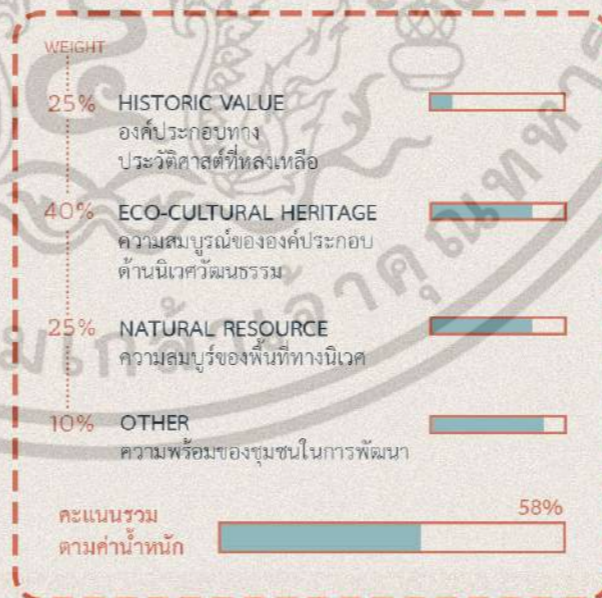 WEIGHT
25% HISTORIC VALUE
องค์ประกอบทาง
ประวัติศาสต์ที่หลงเหลือ
40% ECO-CULTURAL HERITAGE
ความสมบูรณ์ขององค์ประกอบ
ด้านนิเวศวัฒนธรรม
25% NATURAL RESOURCE
ความสมบูร์ของพื้นที่ทางนิเวศ
10% OTHER
ความพร้อมของชุมชนในการพัฒนา
คะแนนรวม
ตามค่าน้ำหนัก
58%